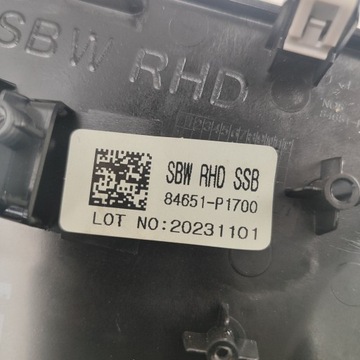 SBW RHD
SBW RHD SSB
84651-P1700
LOT NO:20231101